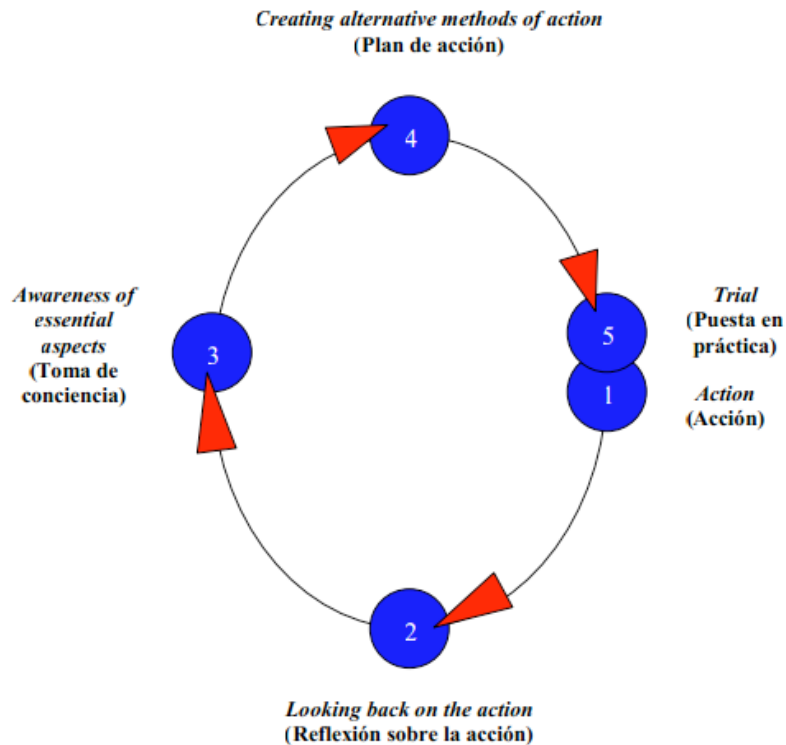 Creating alternative methods of action
(Plan de acción)
4
Awareness of
essential
aspects
(Toma de
conciencia)
3
5
Trial
(Puesta en
práctica)
1
Action
(Acción)
2
Looking back on the action
(Reflexión sobre la acción)